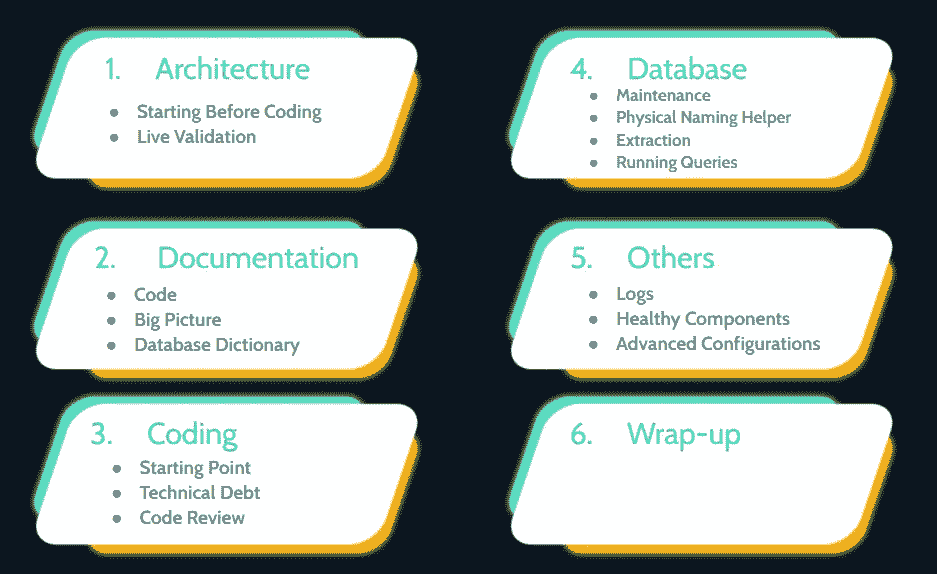 1. Architecture
● Starting Before Coding
● Live Validation
2. Documentation
● Code
● Big Picture
● Database Dictionary
3. Coding
● Starting Point
● Technical Debt
● Code Review
4. Database
● Maintenance
● Physical Naming Helper
● Extraction
● Running Queries
5. Others
● Logs
● Healthy Components
● Advanced Configurations
6. Wrap-up